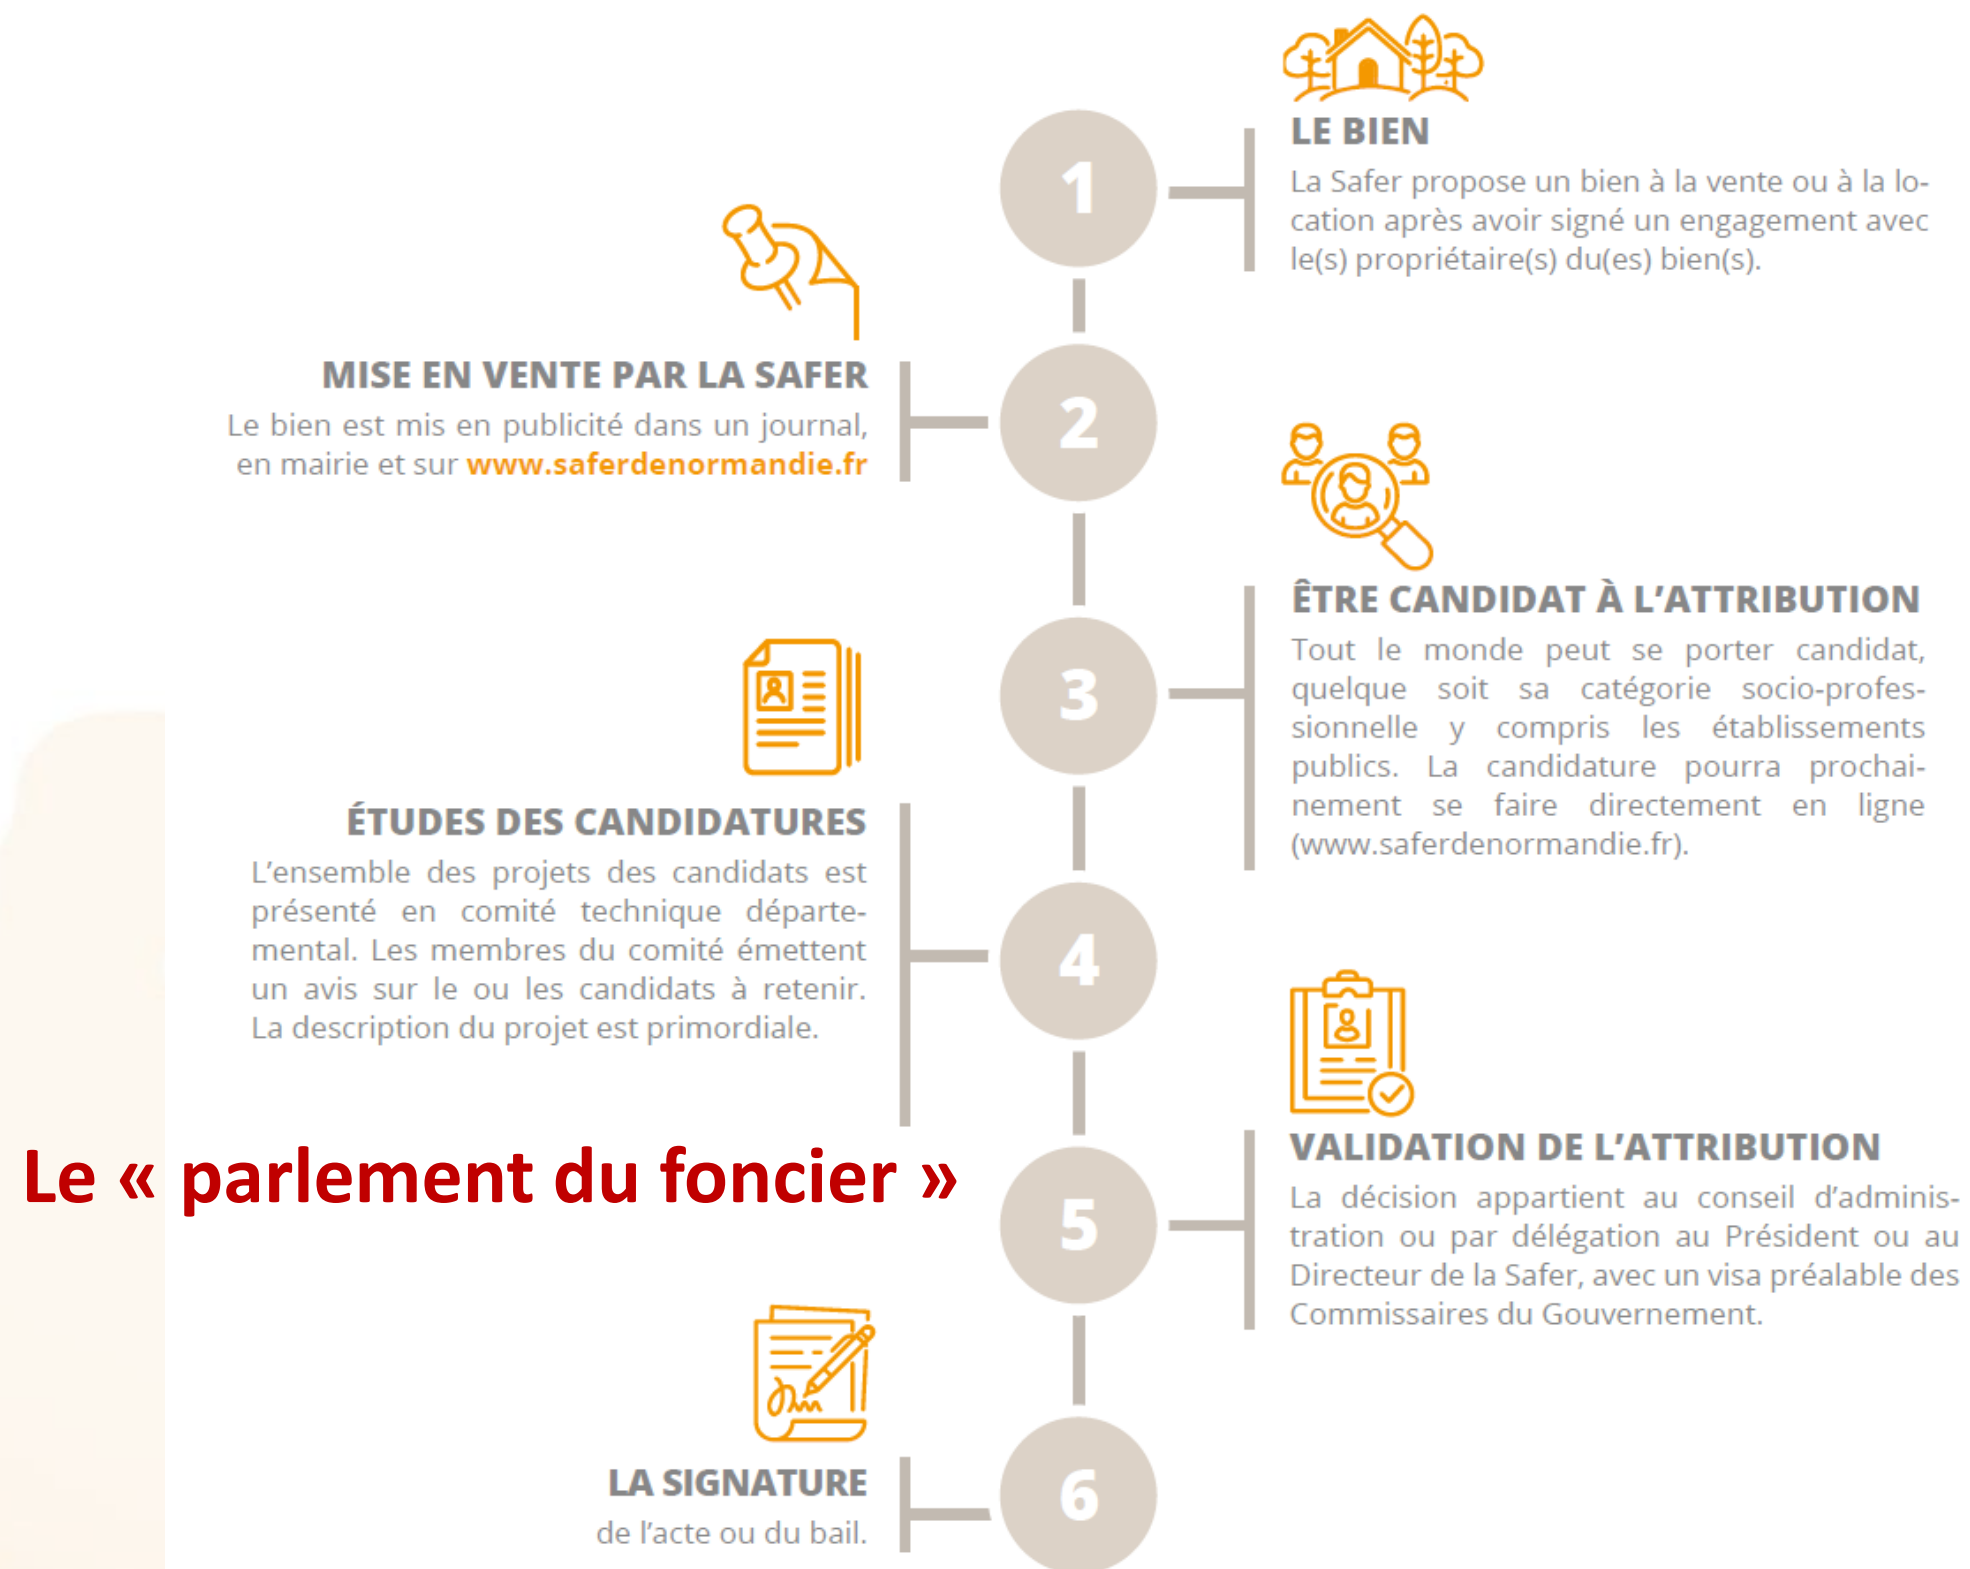 1
LE BIEN
La Safer propose un bien à la vente ou à la lo-
cation après avoir signé un engagement avec
le(s) propriétaire(s) du(es) bien(s).
2
MISE EN VENTE PAR LA SAFER
Le bien est mis en publicité dans un journal,
en mairie et sur www.saferdenormandie.fr
3
ÊTRE CANDIDAT À L’ATTRIBUTION
Tout le monde peut se porter candidat,
quelque soit sa catégorie socio-profes-
sionnelle y compris les établissements
publics. La candidature pourra prochai-
nement se faire directement en ligne
(www.saferdenormandie.fr).
4
ÉTUDES DES CANDIDATURES
L’ensemble des projets des candidats est
présenté en comité technique départe-
mental. Les membres du comité émettent
un avis sur le ou les candidats à retenir.
La description du projet est primordiale.
Le « parlement du foncier »
5
VALIDATION DE L’ATTRIBUTION
La décision appartient au conseil d’adminis-
tration ou par délégation au Président ou au
Directeur de la Safer, avec un visa préalable des
Commissaires du Gouvernement.
6
LA SIGNATURE
de l’acte ou du bail.